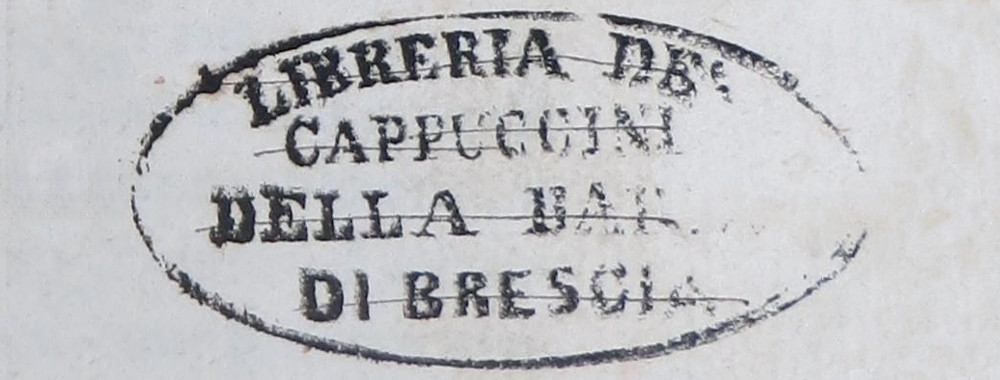 LIBRERIA DE'
CAPPUCCINI
DELLA
DI BRESCIA